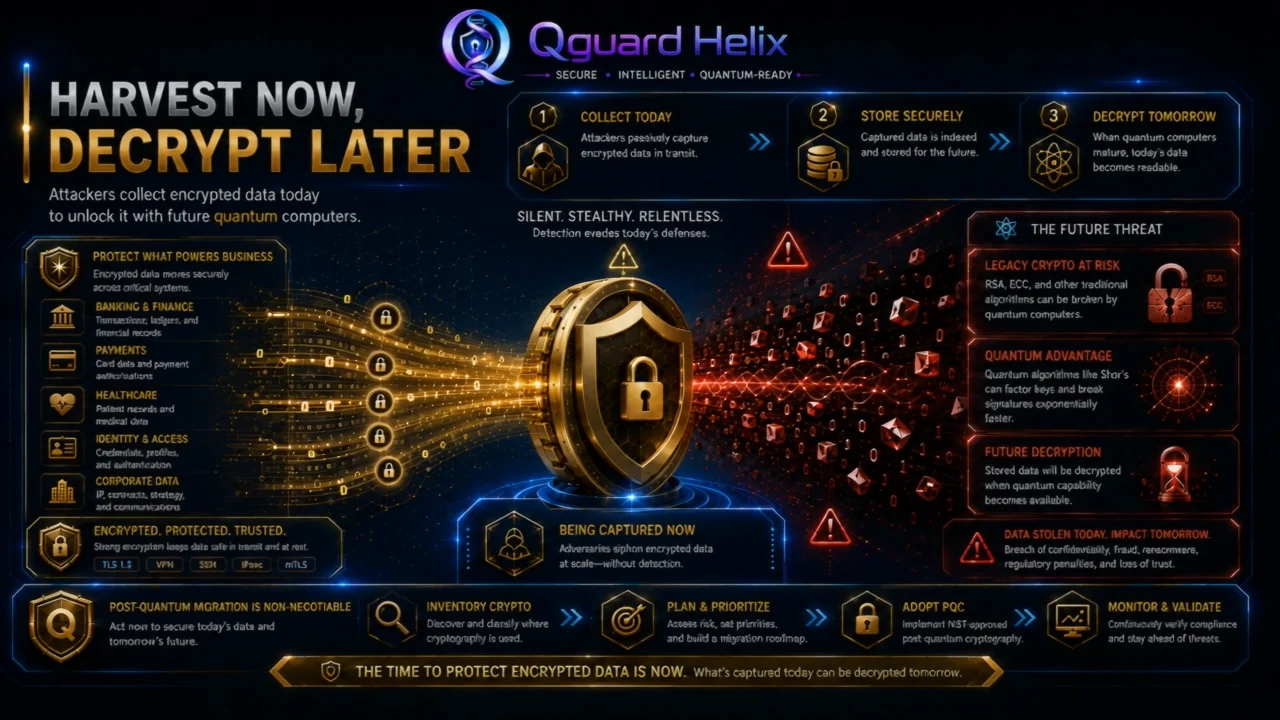 Qguard Helix
SECURE • INTELLIGENT • QUANTUM-READY
HARVEST NOW,
DECRYPT LATER
Attackers collect encrypted data today
to unlock it with future quantum computers.
1
COLLECT TODAY
Attackers passively capture
encrypted data in transit.
2
STORE SECURELY
Captured data is indexed
and stored for the future.
3
DECRYPT TOMORROW
When quantum computers
mature, today's data
becomes readable.
SILENT. STEALTHY. RELENTLESS.
Detection evades today's defenses.
PROTECT WHAT POWERS BUSINESS
Encrypted data moves securely
across critical systems.
BANKING & FINANCE
Transactions, ledgers, and
financial records
PAYMENTS
Card data and payment
authorizations
HEALTHCARE
Patient records and
medical data
IDENTITY & ACCESS
Credentials, profiles,
and authentication
CORPORATE DATA
IP, contracts, strategy,
and communications
ENCRYPTED. PROTECTED. TRUSTED.
Strong encryption keeps data safe in transit and at rest.
TLS 1.3
VPN
SSH
IPsec
mTLS
BEING CAPTURED NOW
Adversaries siphon encrypted data
at scale—without detection.
THE FUTURE THREAT
LEGACY CRYPTO AT RISK
RSA, ECC, and other traditional
algorithms can be broken by
quantum computers.
RSA
ECC
QUANTUM ADVANTAGE
Quantum algorithms like Shor's
can factor keys and break
signatures exponentially
faster.
FUTURE DECRYPTION
Stored data will be decrypted
when quantum capability
becomes available.
DATA STOLEN TODAY. IMPACT TOMORROW.
Breach of confidentiality, fraud, ransomware,
regulatory penalties, and loss of trust.
Q
POST-QUANTUM MIGRATION IS NON-NEGOTIABLE
Act now to secure today's data and
tomorrow's future.
INVENTORY CRYPTO
Discover and classify where
cryptography is used.
PLAN & PRIORITIZE
Assess risk, set priorities,
and build a migration roadmap.
ADOPT PQC
Implement NIST-approved
post-quantum cryptography.
MONITOR & VALIDATE
Continuously verify compliance
and stay ahead of threats.
THE TIME TO PROTECT ENCRYPTED DATA IS NOW. What's captured today can be decrypted tomorrow.